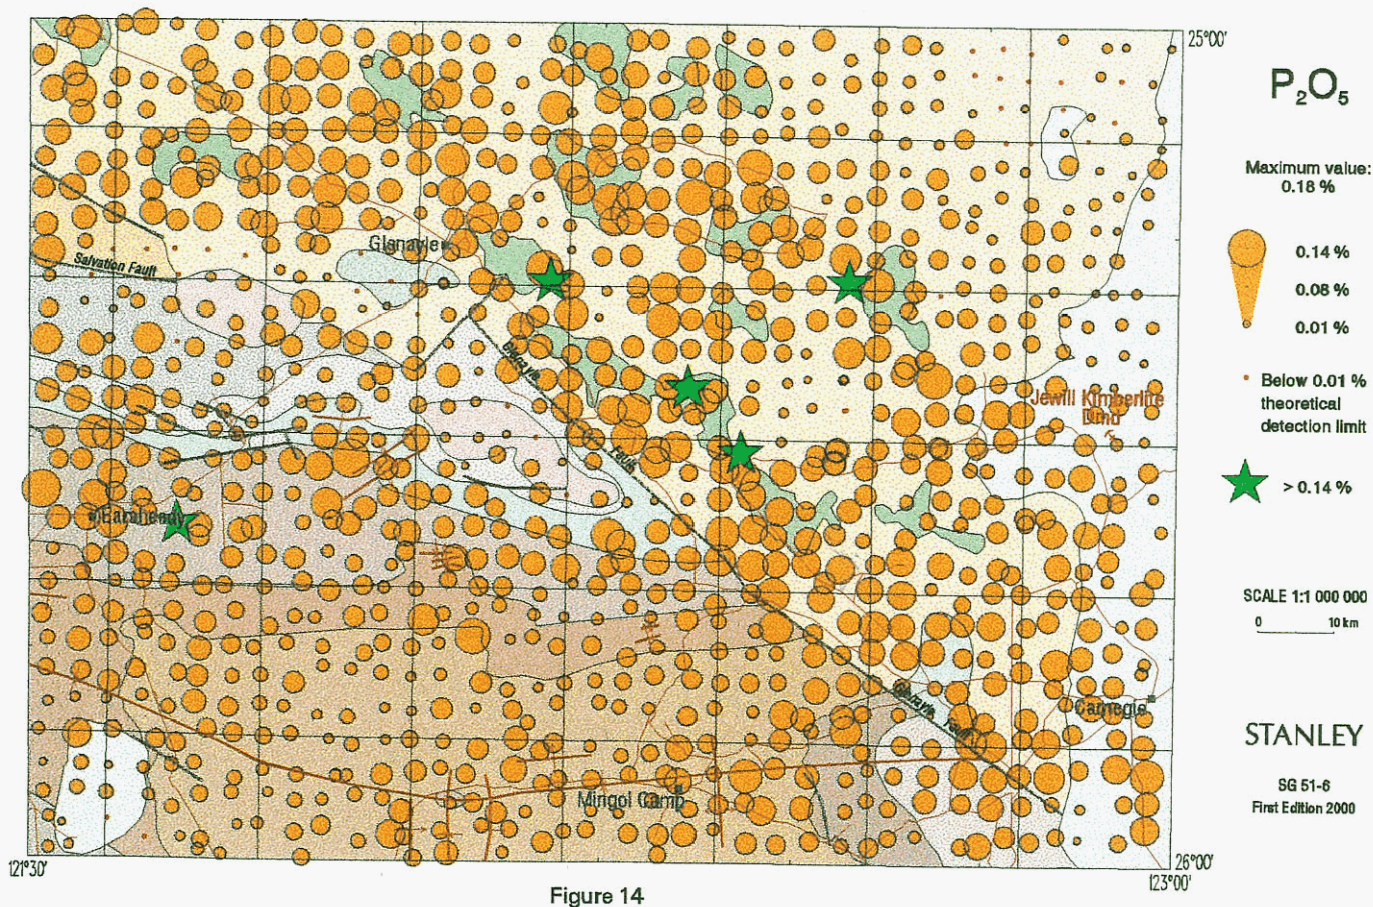 25°00'
P₂O₅
Maximum value:
0.18 %
0.14 %
0.08 %
0.01 %
Below 0.01 %
theoretical
detection limit
> 0.14 %
SCALE 1:1 000 000
0 10 km
STANLEY
SG 51-6
First Edition 2000
Glenayle
Salvation Fault
Glenayle
Fault
Jewill Kimberlite
Earaheedy
Carnegie
Glenayle Fault
Mingol Camp
121°30'
26°00'
123°00'
Figure 14